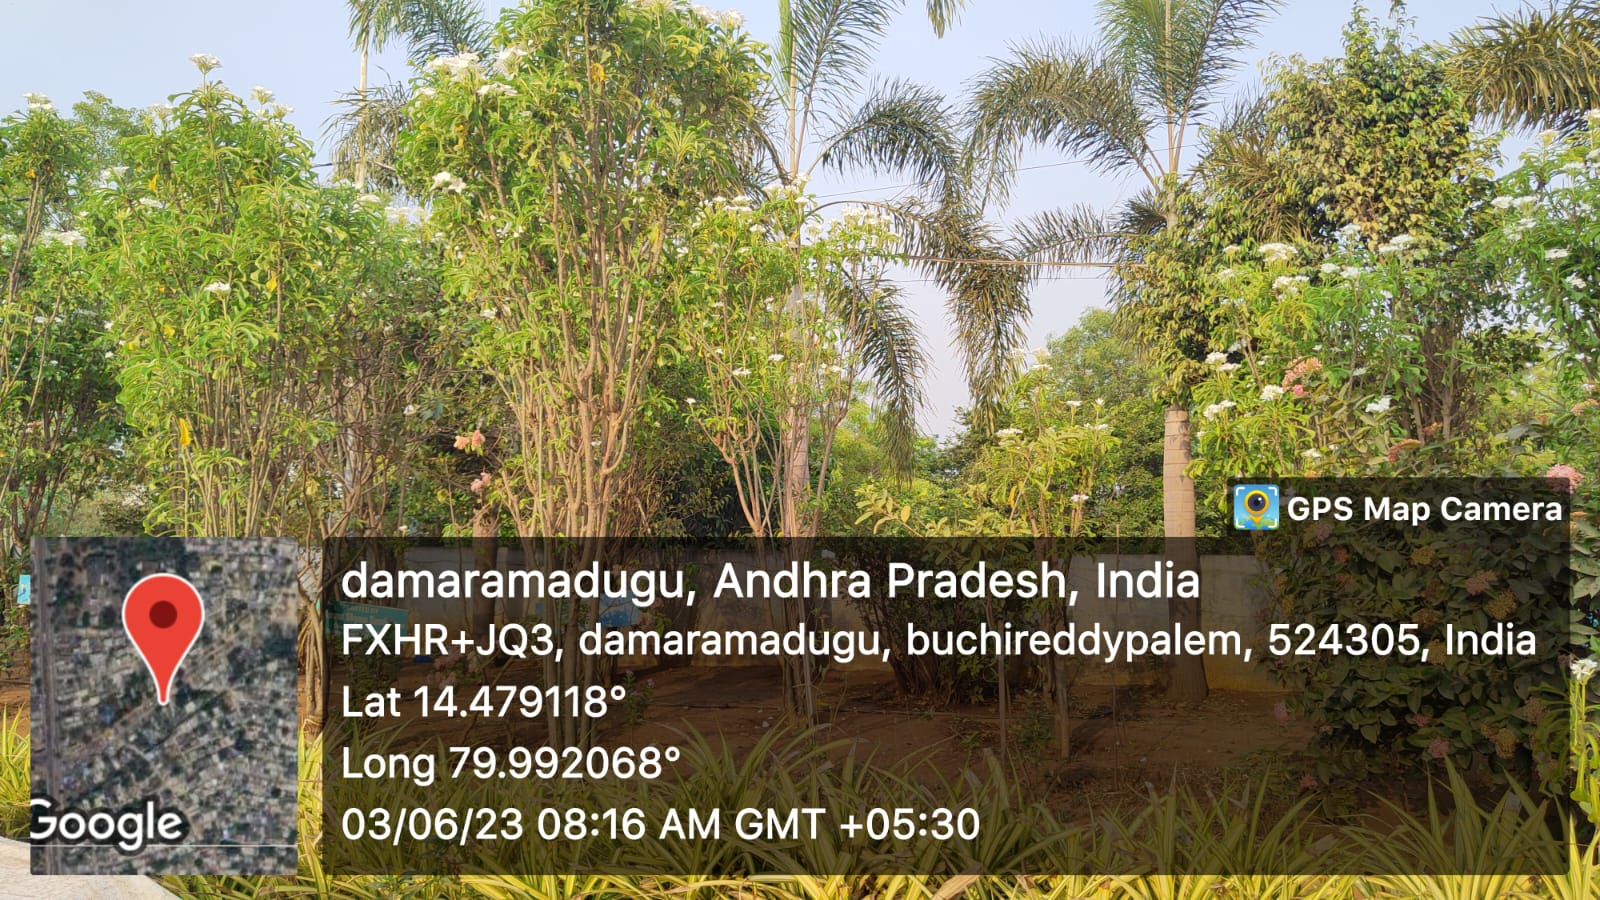 GPS Map Camera
damaramadugu, Andhra Pradesh, India
FXHR+JQ3, damaramadugu, buchireddypalem, 524305, India
Lat 14.479118°
Long 79.992068°
03/06/23 08:16 AM GMT +05:30
Google